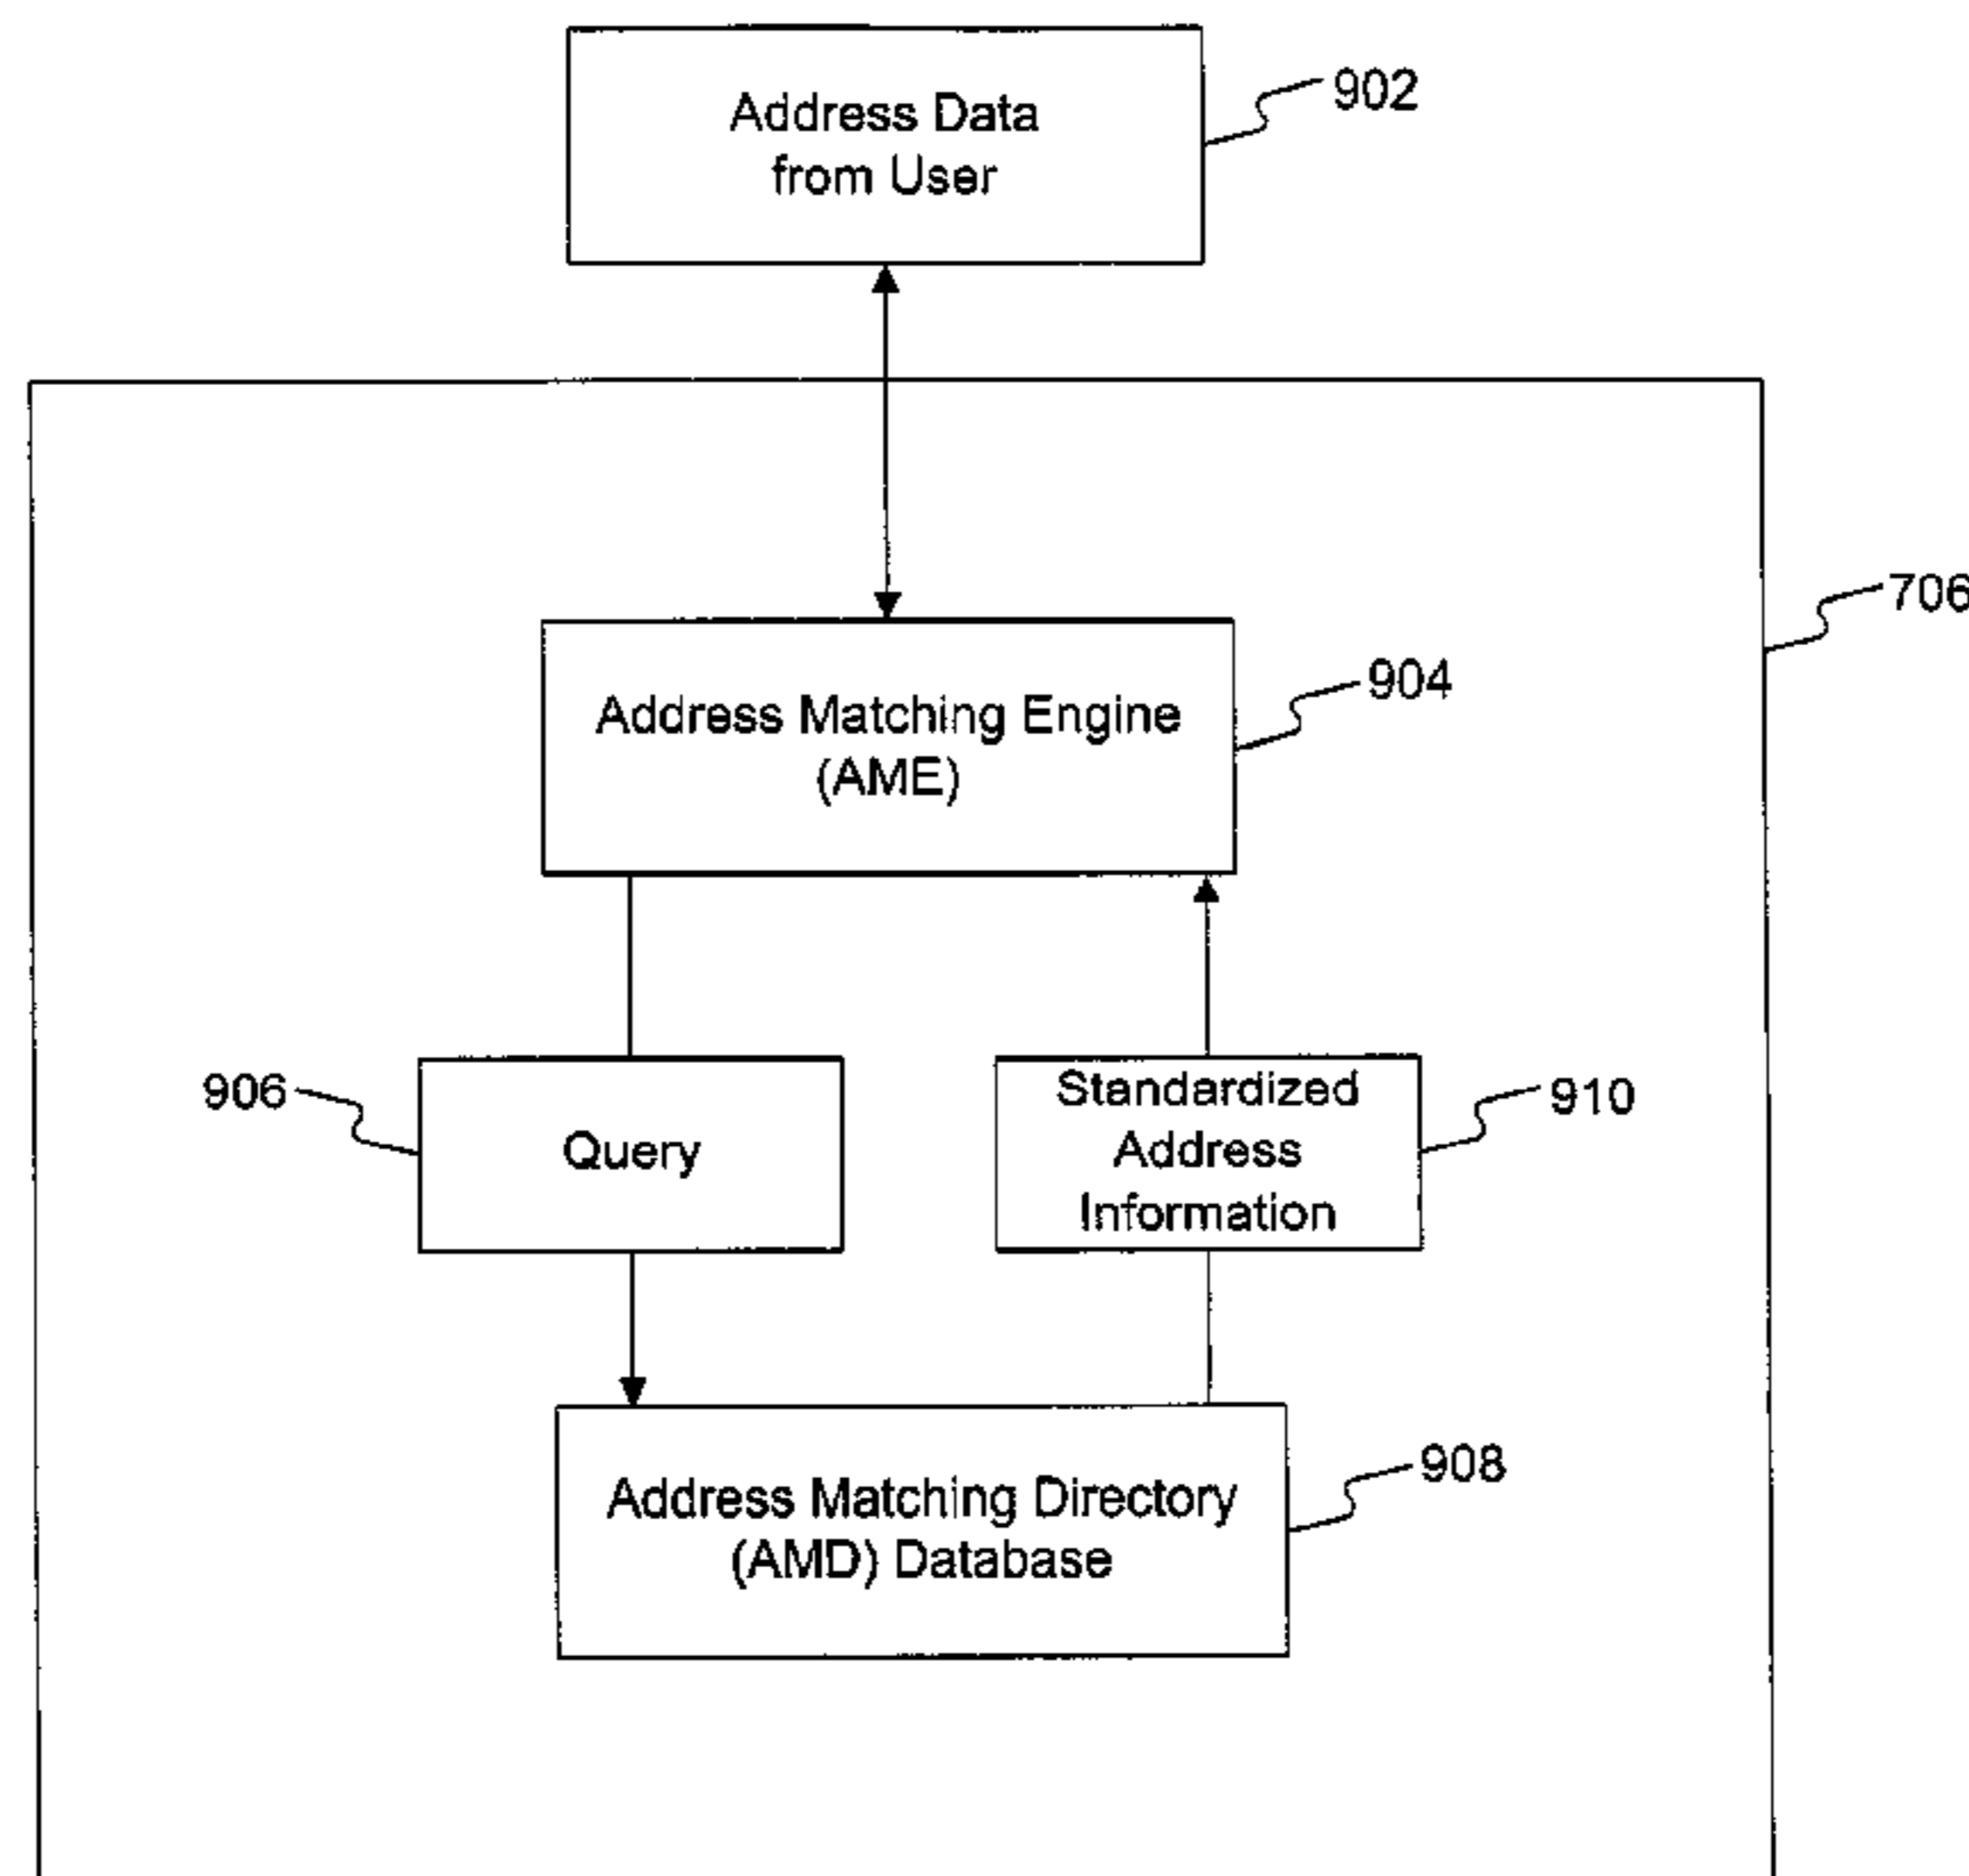 Address Data
from User
902
706
Address Matching Engine
(AME)
904
906
Query
Standardized
Address
Information
910
Address Matching Directory
(AMD) Database
908